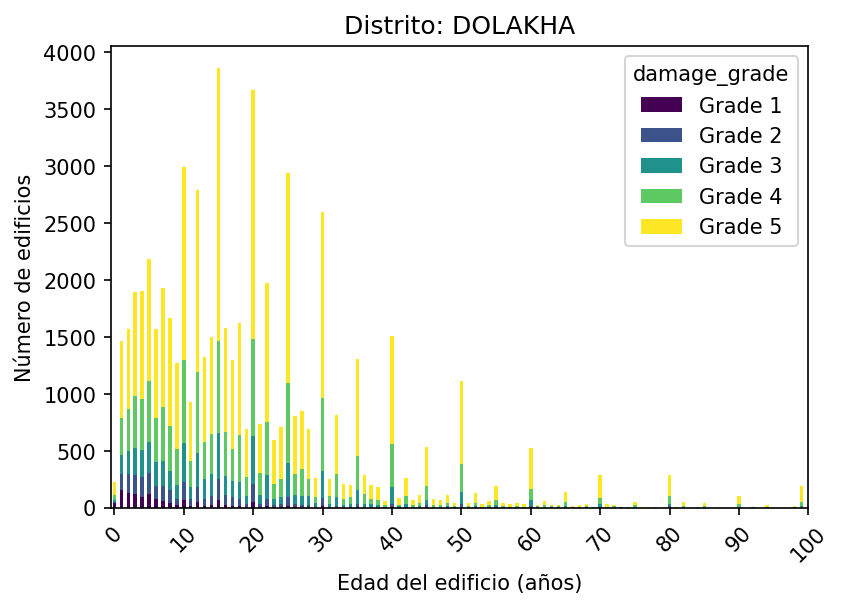 Distrito: DOLAKHA
4000
3500
3000
2500
2000
1500
1000
500
0
Número de edificios
damage_grade
Grade 1
Grade 2
Grade 3
Grade 4
Grade 5
0 10 20 30 40 50 60 70 80 90 100
Edad del edificio (años)